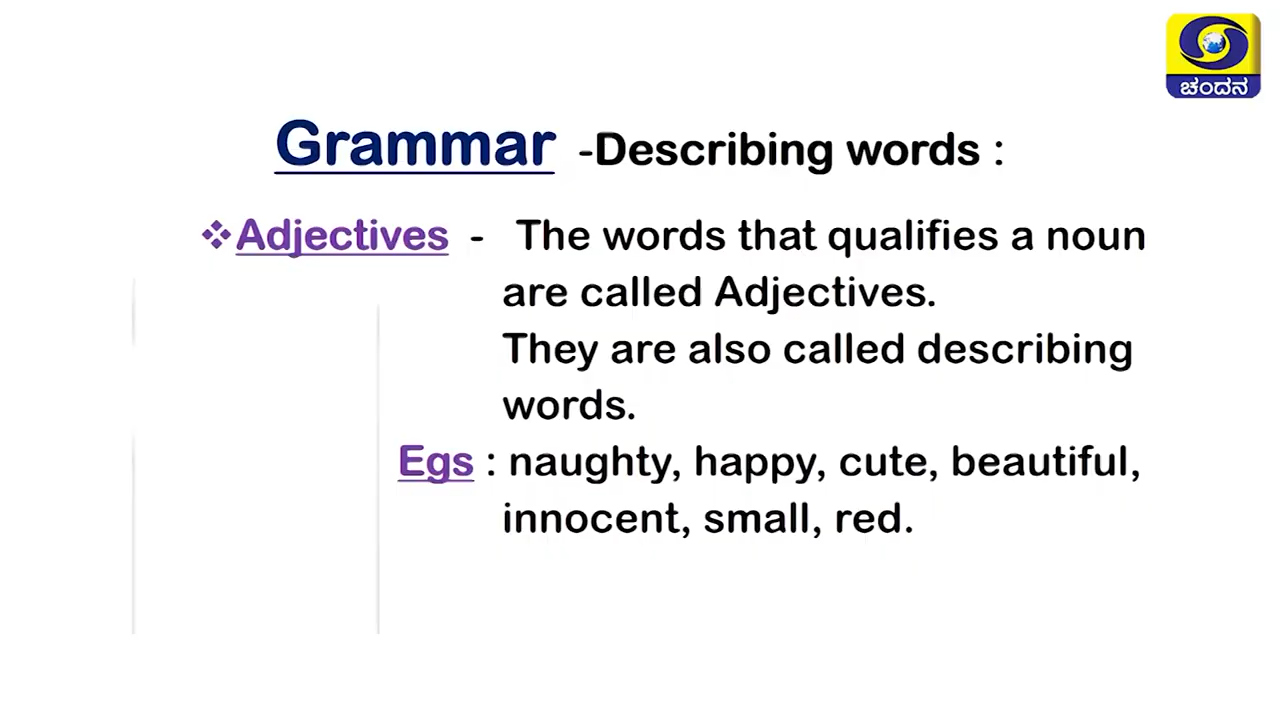 ಚಂದನ
Grammar -Describing words :
❖Adjectives - The words that qualifies a noun
are called Adjectives.
They are also called describing
words.
Egs : naughty, happy, cute, beautiful,
innocent, small, red.